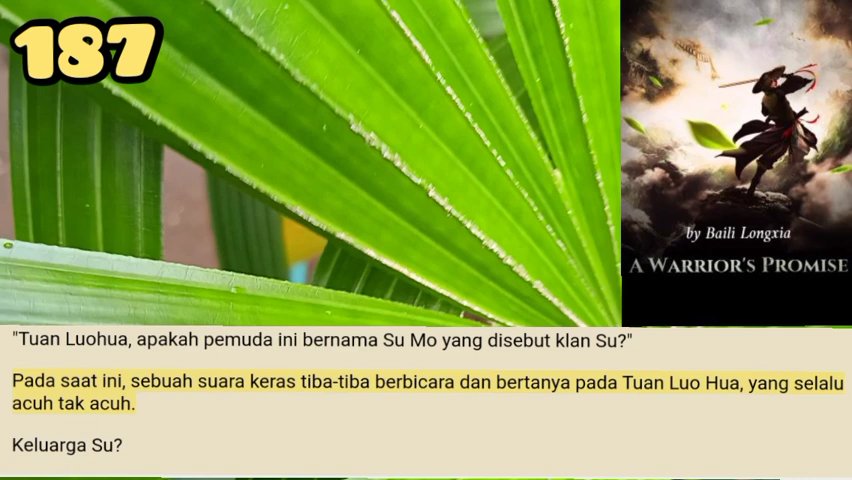 187
by Baili Longxia
A WARRIOR'S PROMISE
"Tuan Luohua, apakah pemuda ini bernama Su Mo yang disebut klan Su?"
Pada saat ini, sebuah suara keras tiba-tiba berbicara dan bertanya pada Tuan Luo Hua, yang selalu
acuh tak acuh.
Keluarga Su?